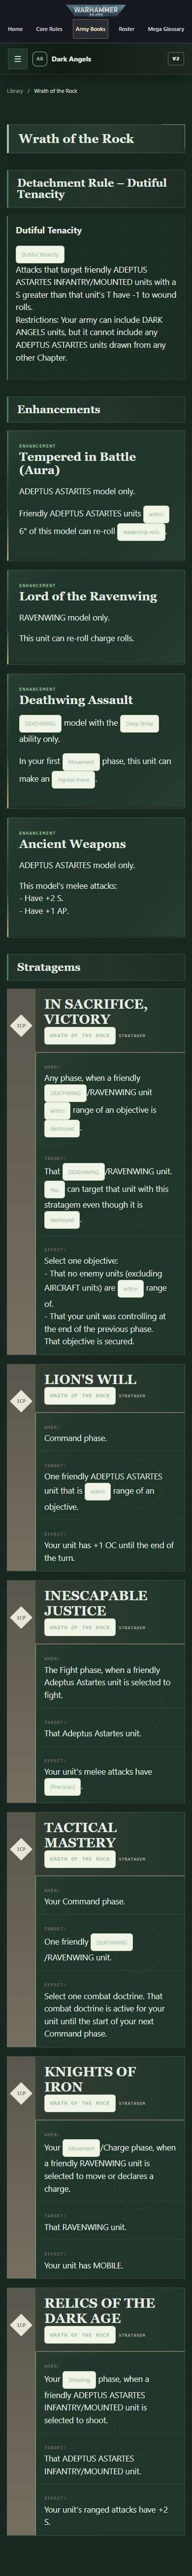 WARHAMMER
40,000
Home Core Rules Army Books Roster Mega Glossary
☰ AB Dark Angels V2
Library / Wrath of the Rock
Wrath of the Rock
Detachment Rule – Dutiful
Tenacity
Dutiful Tenacity
Dutiful Tenacity
Attacks that target friendly ADEPTUS
ASTARTES INFANTRY/MOUNTED units with a
S greater than that unit's T have -1 to wound
rolls.
Restrictions: Your army can include DARK
ANGELS units, but it cannot include any
ADEPTUS ASTARTES units drawn from any
other Chapter.
Enhancements
ENHANCEMENT
Tempered in Battle
(Aura)
ADEPTUS ASTARTES model only.
Friendly ADEPTUS ASTARTES units within
6" of this model can re-roll leadership rolls.
ENHANCEMENT
Lord of the Ravenwing
RAVENWING model only.
This unit can re-roll charge rolls.
ENHANCEMENT
Deathwing Assault
DEATHWING model with the Deep Strike
ability only.
In your first Movement phase, this unit can
make an ingress move.
ENHANCEMENT
Ancient Weapons
ADEPTUS ASTARTES model only.
This model's melee attacks:
- Have +2 S.
- Have +1 AP.
Stratagems
1CP
IN SACRIFICE,
VICTORY
WRATH OF THE ROCK STRATAGEM
WHEN:
Any phase, when a friendly
DEATHWING/RAVENWING unit
within range of an objective is
destroyed.
TARGET:
That DEATHWING/RAVENWING unit.
You can target that unit with this
stratagem even though it is
destroyed.
EFFECT:
Select one objective:
- That no enemy units (excluding
AIRCRAFT units) are within range
of.
- That your unit was controlling at
the end of the previous phase.
That objective is secured.
1CP
LION'S WILL
WRATH OF THE ROCK STRATAGEM
WHEN:
Command phase.
TARGET:
One friendly ADEPTUS ASTARTES
unit that is within range of an
objective.
EFFECT:
Your unit has +1 OC until the end of
the turn.
1CP
INESCAPABLE
JUSTICE
WRATH OF THE ROCK STRATAGEM
WHEN:
The Fight phase, when a friendly
Adeptus Astartes unit is selected to
fight.
TARGET:
That Adeptus Astartes unit.
EFFECT:
Your unit's melee attacks have
[Precision].
1CP
TACTICAL
MASTERY
WRATH OF THE ROCK STRATAGEM
WHEN:
Your Command phase.
TARGET:
One friendly DEATHWING
/RAVENWING unit.
EFFECT:
Select one combat doctrine. That
combat doctrine is active for your
unit until the start of your next
Command phase.
1CP
KNIGHTS OF
IRON
WRATH OF THE ROCK STRATAGEM
WHEN:
Your Movement/Charge phase, when
a friendly RAVENWING unit is
selected to move or declares a
charge.
TARGET:
That RAVENWING unit.
EFFECT:
Your unit has MOBILE.
1CP
RELICS OF THE
DARK AGE
WRATH OF THE ROCK STRATAGEM
WHEN:
Your Shooting phase, when a
friendly ADEPTUS ASTARTES
INFANTRY/MOUNTED unit is
selected to shoot.
TARGET:
That ADEPTUS ASTARTES
INFANTRY/MOUNTED unit.
EFFECT:
Your unit's ranged attacks have +2
S.